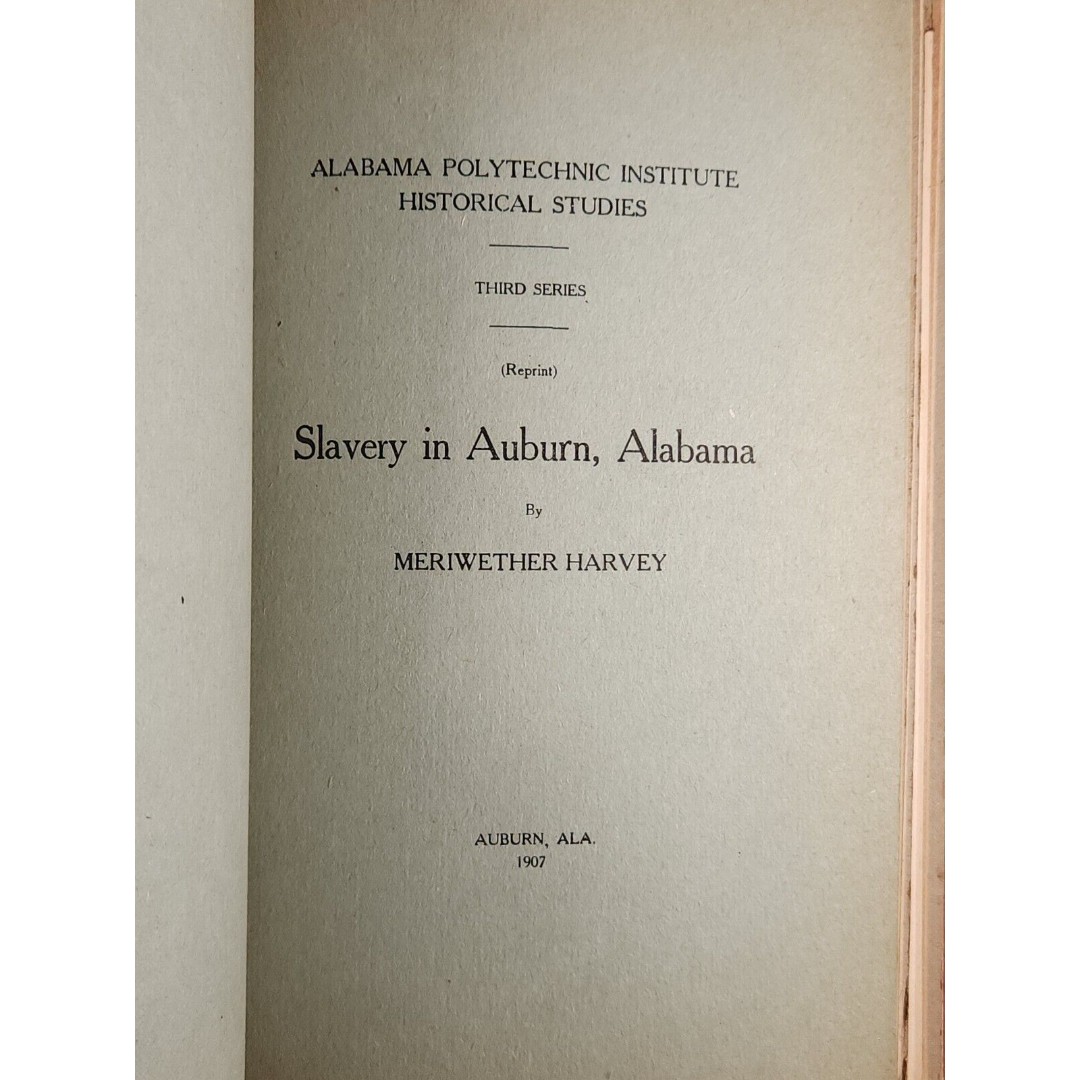 ALABAMA POLYTECHNIC INSTITUTE
HISTORICAL STUDIES
THIRD SERIES
(Reprint)
Slavery in Auburn, Alabama
By
MERIWETHER HARVEY
AUBURN, ALA.
1907